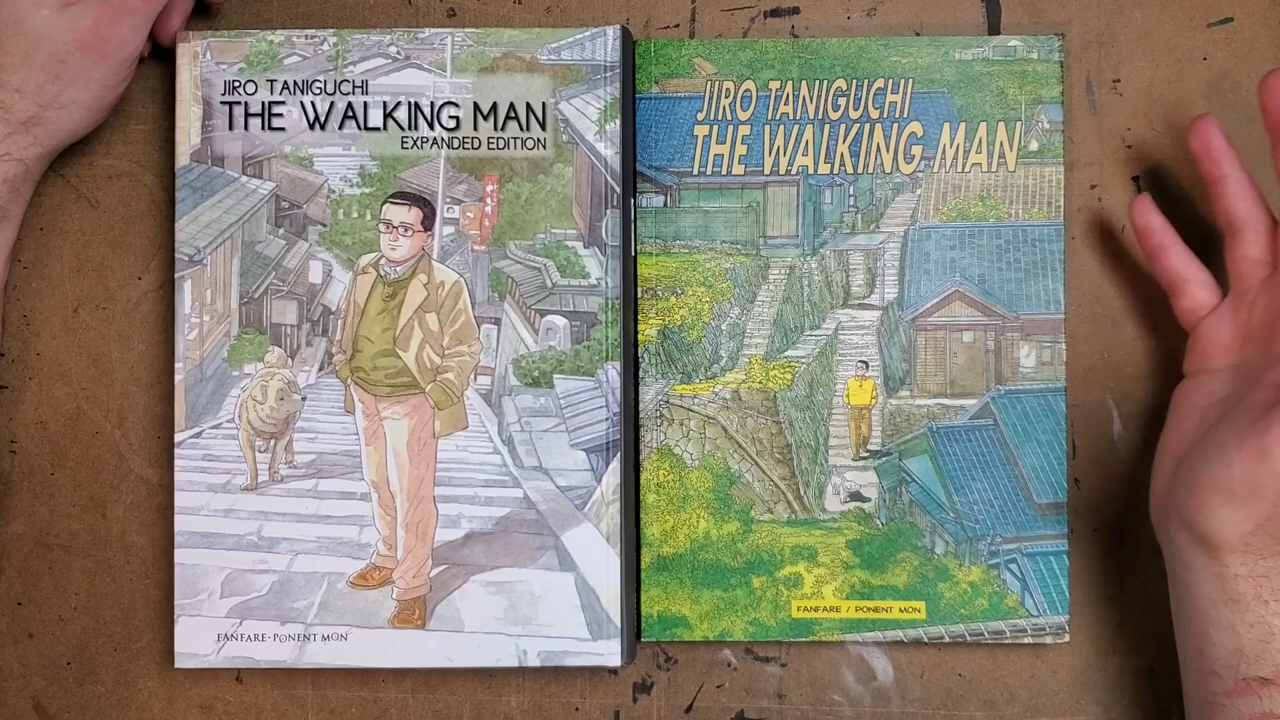 JIRO TANIGUCHI
THE WALKING MAN
EXPANDED EDITION
FANFARE · PONENT MON
JIRO TANIGUCHI
THE WALKING MAN
FANFARE / PONENT MON